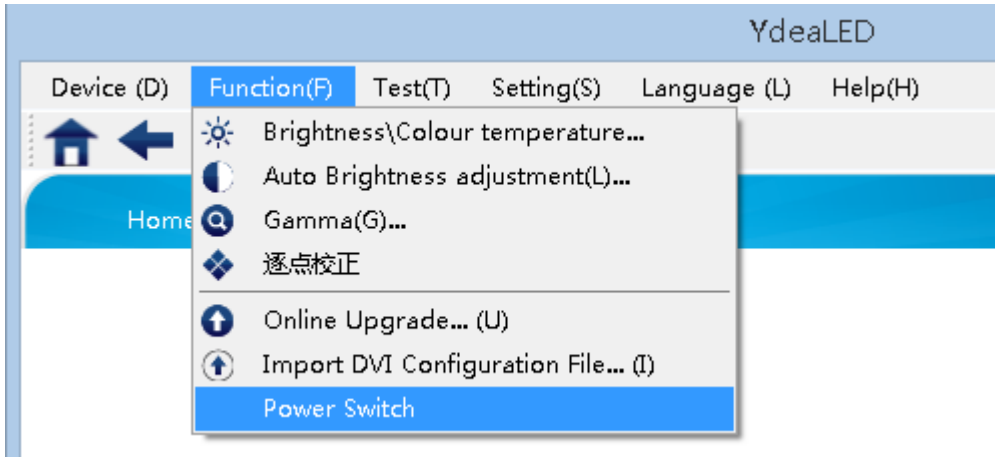 YdeaLED
Device (D) Function(F) Test(T) Setting(S) Language (L) Help(H)
Brightness\Colour temperature...
Auto Brightness adjustment(L)...
Gamma(G)...
Home
逐点校正
Online Upgrade... (U)
Import DVI Configuration File... (I)
Power Switch